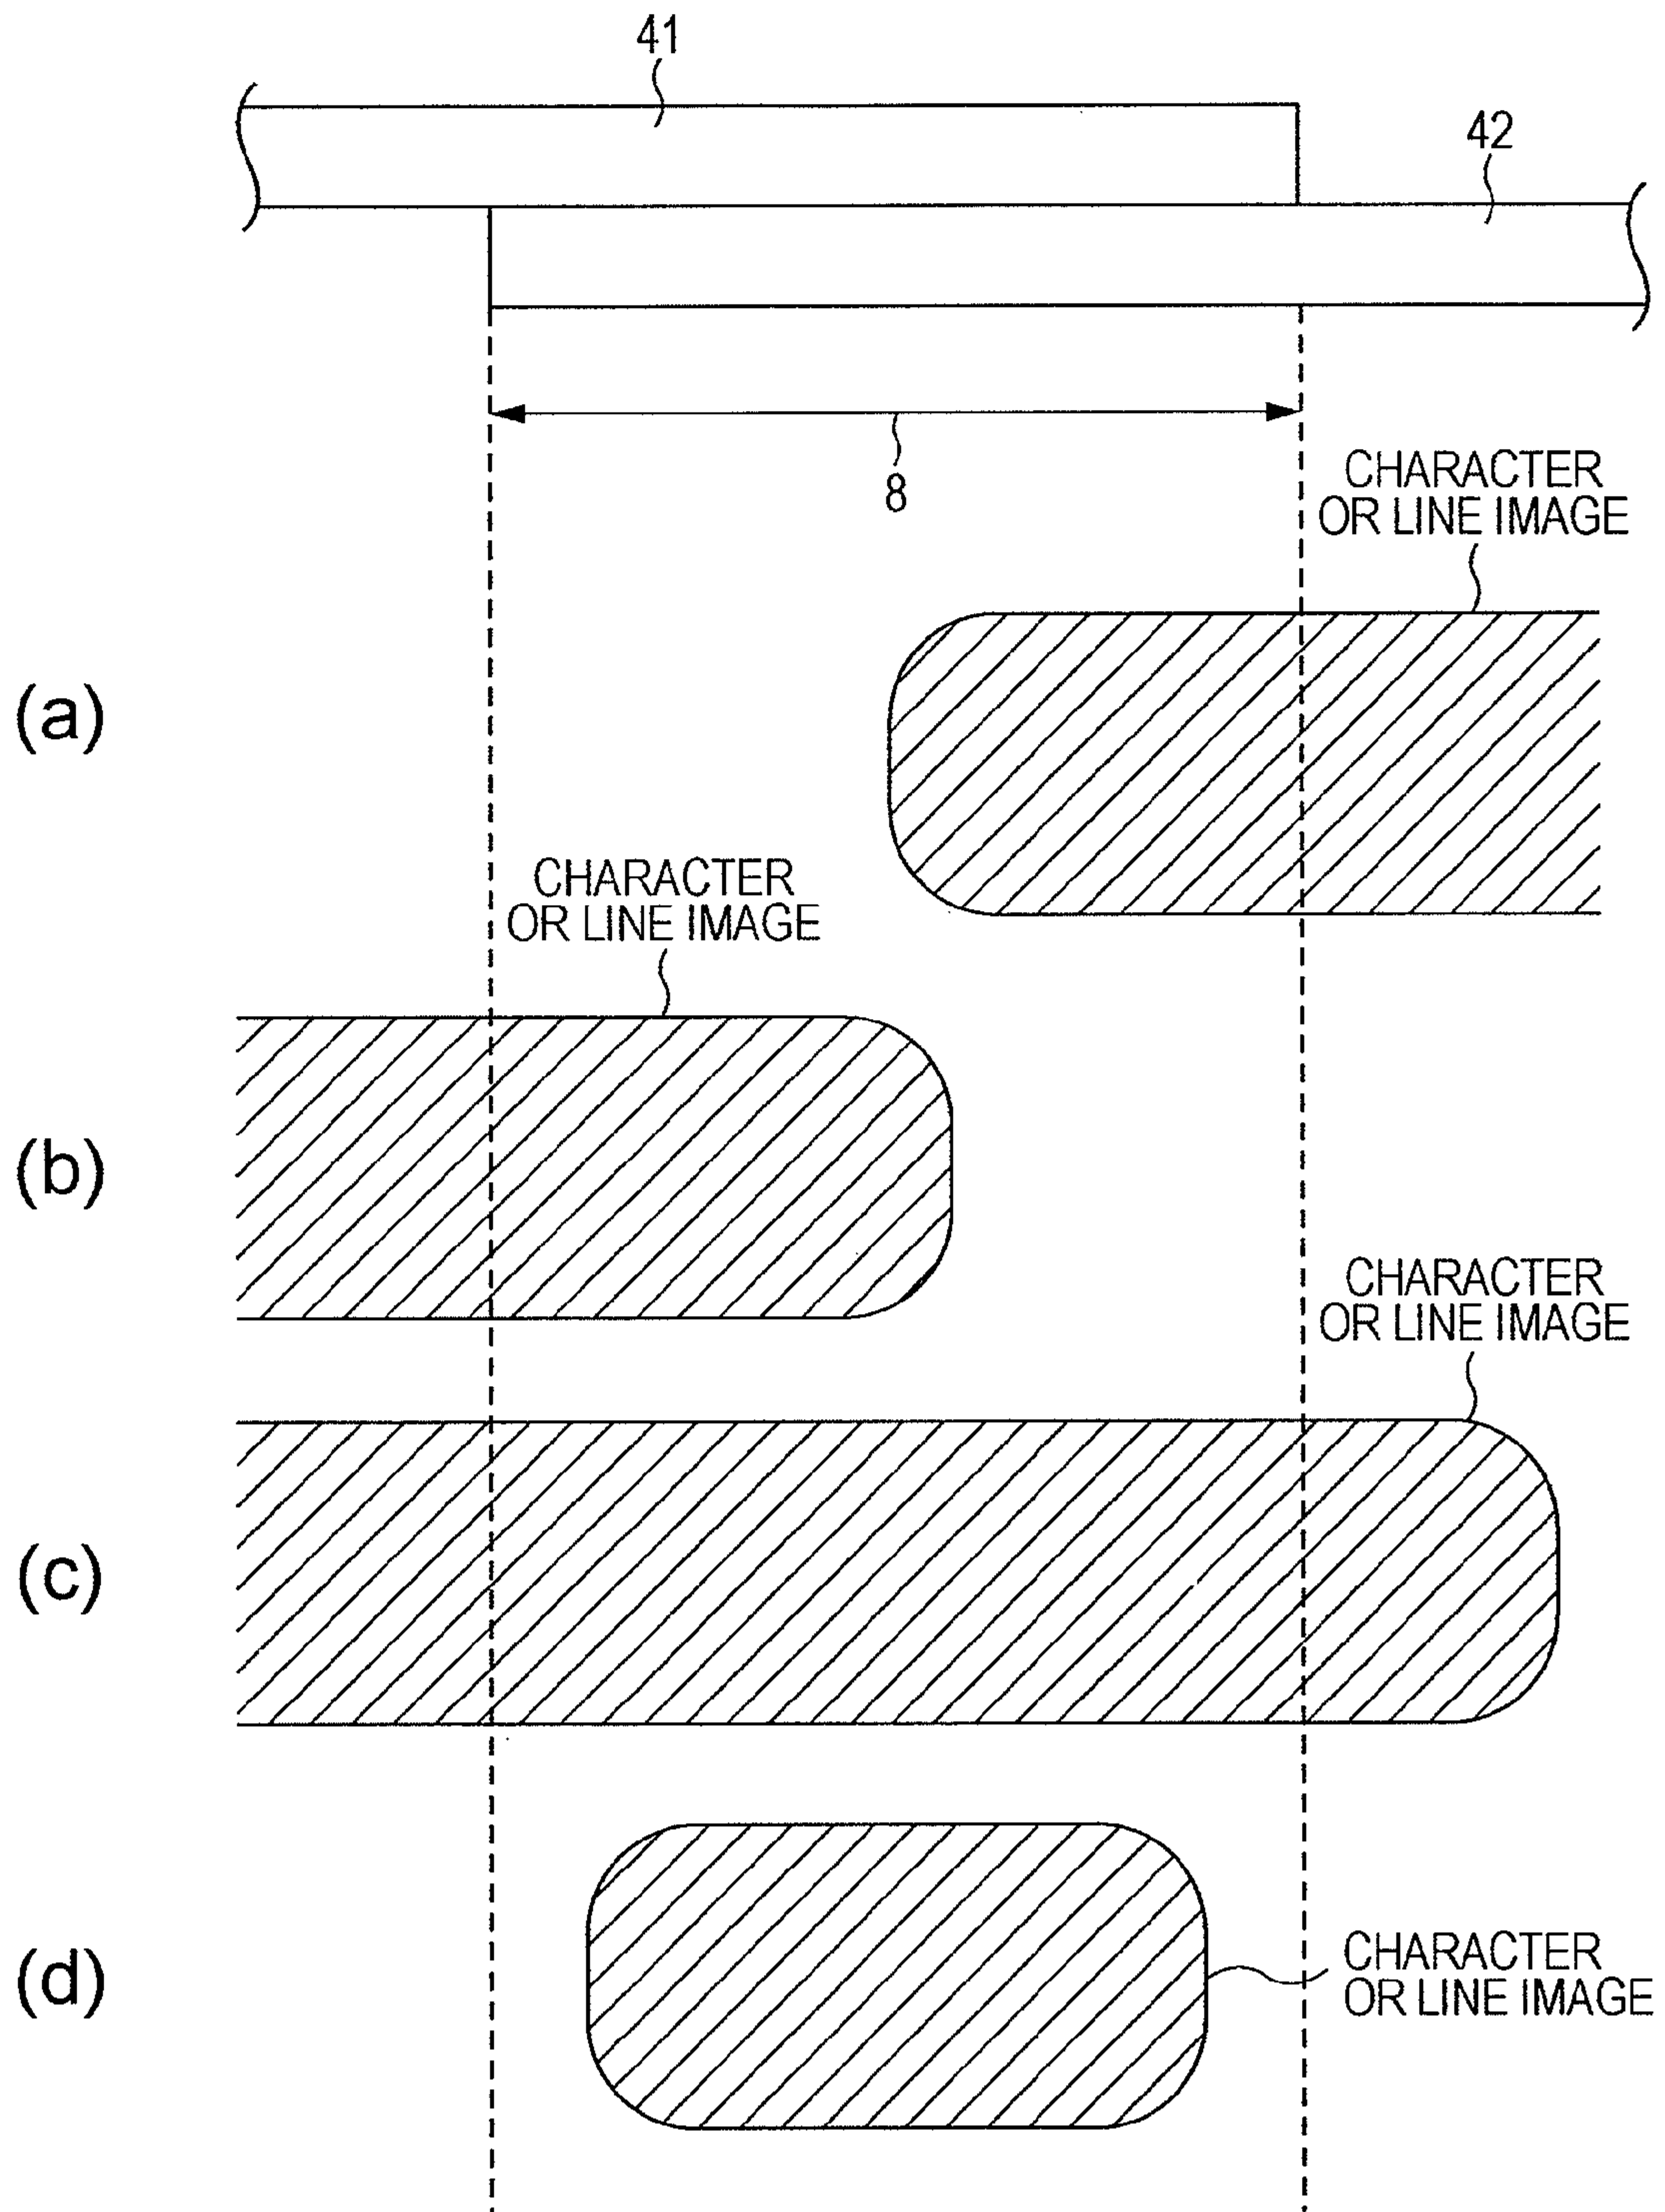 41
42
8
CHARACTER
OR LINE IMAGE
(a)
CHARACTER
OR LINE IMAGE
(b)
CHARACTER
OR LINE IMAGE
(c)
(d)
CHARACTER
OR LINE IMAGE